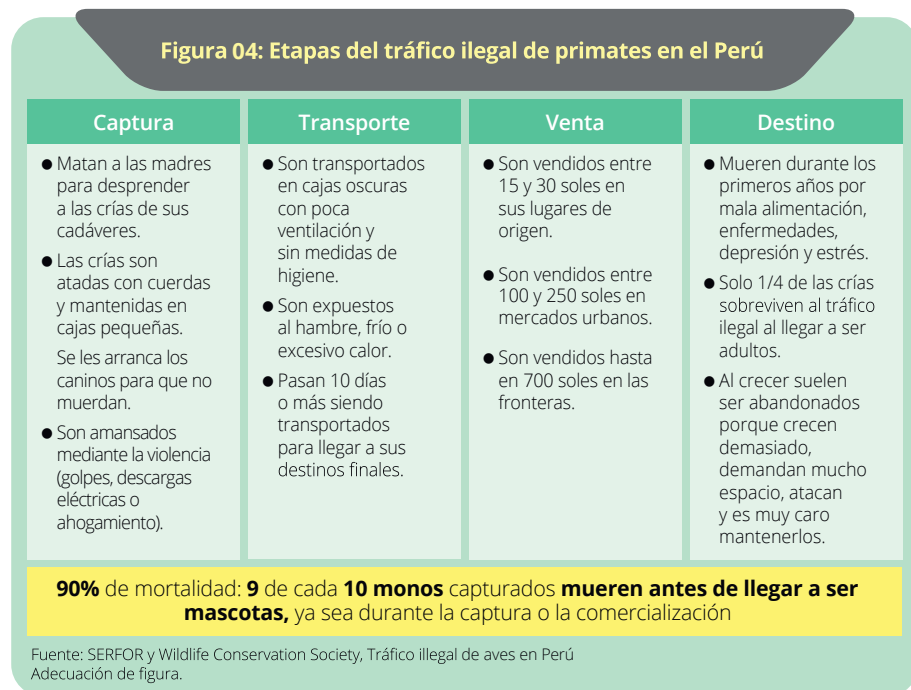 Figura 04: Etapas del tráfico ilegal de primates en el Perú
Captura
● Matan a las madres
para desprender
a las crías de sus
cadáveres.
● Las crías son
atadas con cuerdas
y mantenidas en
cajas pequeñas.
Se les arranca los
caninos para que no
muerdan.
● Son amansados
mediante la violencia
(golpes, descargas
eléctricas o
ahogamiento).
Transporte
● Son transportados
en cajas oscuras
con poca
ventilación y
sin medidas de
higiene.
● Son expuestos
al hambre, frío o
excesivo calor.
● Pasan 10 días
o más siendo
transportados
para llegar a sus
destinos finales.
Venta
● Son vendidos entre
15 y 30 soles en
sus lugares de
origen.
● Son vendidos entre
100 y 250 soles en
mercados urbanos.
● Son vendidos hasta
en 700 soles en las
fronteras.
Destino
● Mueren durante los
primeros años por
mala alimentación,
enfermedades,
depresión y estrés.
● Solo 1/4 de las crías
sobreviven al tráfico
ilegal al llegar a ser
adultos.
● Al crecer suelen
ser abandonados
porque crecen
demasiado,
demandan mucho
espacio, atacan
y es muy caro
mantenerlos.
90% de mortalidad: 9 de cada 10 monos capturados mueren antes de llegar a ser
mascotas, ya sea durante la captura o la comercialización
Fuente: SERFOR y Wildlife Conservation Society, Tráfico illegal de aves en Perú
Adecuación de figura.